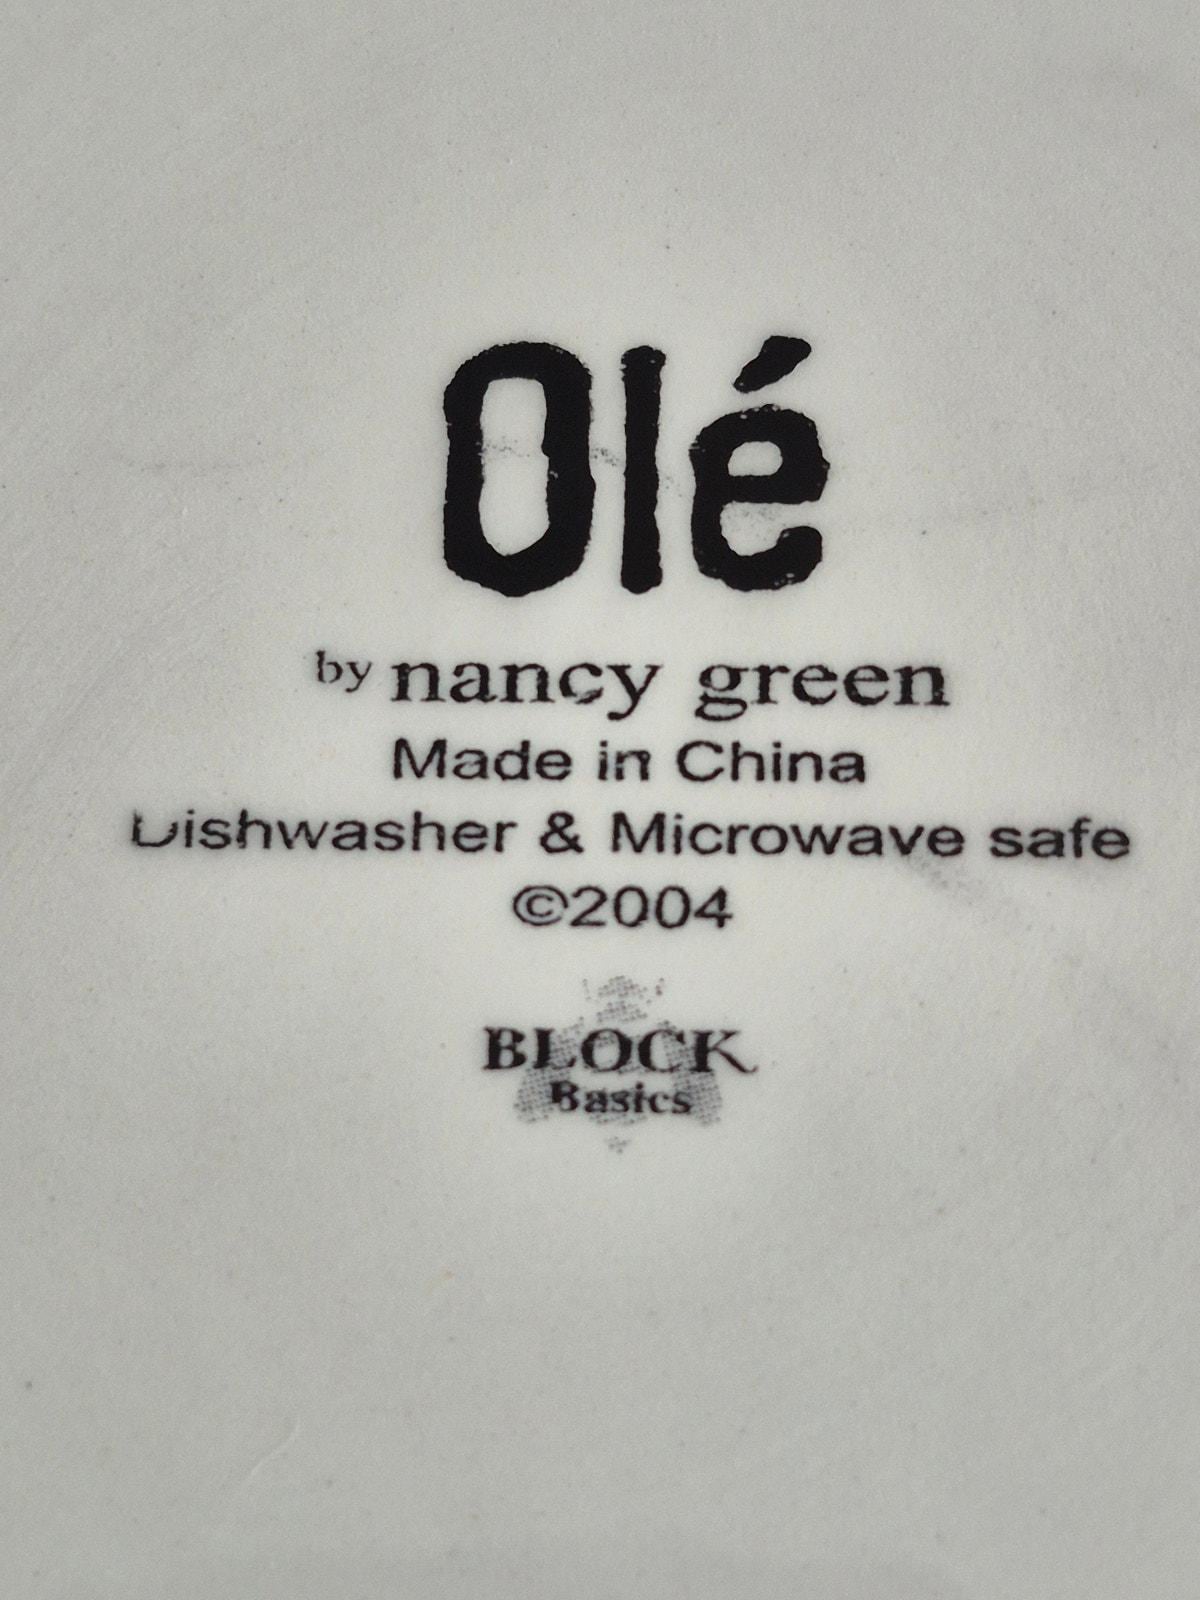 Olé
by nancy green
Made in China
Dishwasher & Microwave safe
©2004
BLOCK
Basics